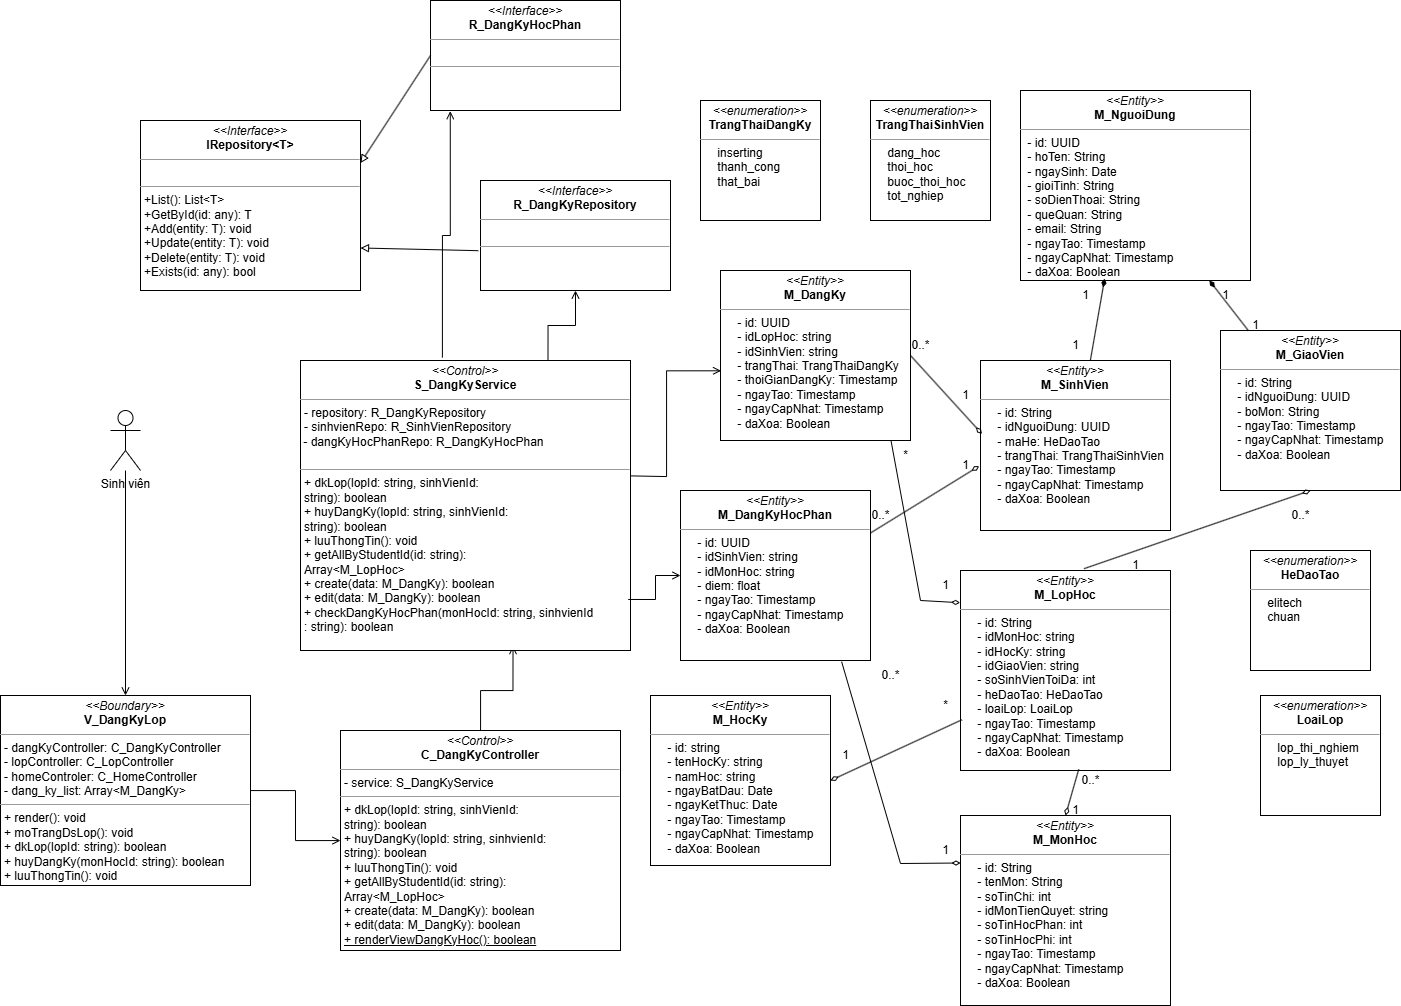 <<Interface>>
R_DangKyHocPhan
<<Interface>>
IRepository<T>
+List(): List<T>
+GetById(id: any): T
+Add(entity: T): void
+Update(entity: T): void
+Delete(entity: T): void
+Exists(id: any): bool
<<Interface>>
R_DangKyRepository
<<enumeration>>
TrangThaiDangKy
inserting
thanh_cong
that_bai
<<enumeration>>
TrangThaiSinhVien
dang_hoc
thoi_hoc
buoc_thoi_hoc
tot_nghiep
<<Entity>>
M_NguoiDung
- id: UUID
- hoTen: String
- ngaySinh: Date
- gioiTinh: String
- soDienThoai: String
- queQuan: String
- email: String
- ngayTao: Timestamp
- ngayCapNhat: Timestamp
- daXoa: Boolean
1
1
1
1
<<Entity>>
M_DangKy
- id: UUID
- idLopHoc: string
- idSinhVien: string
- trangThai: TrangThaiDangKy
- thoiGianDangKy: Timestamp
- ngayTao: Timestamp
- ngayCapNhat: Timestamp
- daXoa: Boolean
0..*
1
*
1
<<Entity>>
M_SinhVien
- id: String
- idNguoiDung: UUID
- maHe: HeDaoTao
- trangThai: TrangThaiSinhVien
- ngayTao: Timestamp
- ngayCapNhat: Timestamp
- daXoa: Boolean
<<Entity>>
M_GiaoVien
- id: String
- idNguoiDung: UUID
- boMon: String
- ngayTao: Timestamp
- ngayCapNhat: Timestamp
- daXoa: Boolean
0..*
1
<<Control>>
S_DangKyService
- repository: R_DangKyRepository
- sinhvienRepo: R_SinhVienRepository
- dangKyHocPhanRepo: R_DangKyHocPhan
+ dkLop(lopId: string, sinhVienId:
string): boolean
+ huyDangKy(lopId: string, sinhVienId:
string): boolean
+ luuThongTin(): void
+ getAllByStudentId(id: string):
Array<M_LopHoc>
+ create(data: M_DangKy): boolean
+ edit(data: M_DangKy): boolean
+ checkDangKyHocPhan(monHocId: string, sinhvienId
: string): boolean
Sinh viên
<<Entity>>
M_DangKyHocPhan
- id: UUID
- idSinhVien: string
- idMonHoc: string
- diem: float
- ngayTao: Timestamp
- ngayCapNhat: Timestamp
- daXoa: Boolean
0..*
1
0..*
1
<<Entity>>
M_LopHoc
- id: String
- idMonHoc: string
- idHocKy: string
- idGiaoVien: string
- soSinhVienToiDa: int
- heDaoTao: HeDaoTao
- loaiLop: LoaiLop
- ngayTao: Timestamp
- ngayCapNhat: Timestamp
- daXoa: Boolean
*
1
0..*
1
<<enumeration>>
HeDaoTao
elitech
chuan
<<enumeration>>
LoaiLop
lop_thi_nghiem
lop_ly_thuyet
<<Boundary>>
V_DangKyLop
- dangKyController: C_DangKyController
- lopController: C_LopController
- homeControler: C_HomeController
- dang_ky_list: Array<M_DangKy>
+ render(): void
+ moTrangDsLop(): void
+ dkLop(lopId: string): boolean
+ huyDangKy(monHocId: string): boolean
+ luuThongTin(): void
<<Control>>
C_DangKyController
- service: S_DangKyService
+ dkLop(lopId: string, sinhVienId:
string): boolean
+ huyDangKy(lopId: string, sinhvienId:
string): boolean
+ luuThongTin(): void
+ getAllByStudentId(id: string):
Array<M_LopHoc>
+ create(data: M_DangKy): boolean
+ edit(data: M_DangKy): boolean
+ renderViewDangKyHoc(): boolean
<<Entity>>
M_HocKy
- id: string
- tenHocKy: string
- namHoc: string
- ngayBatDau: Date
- ngayKetThuc: Date
- ngayTao: Timestamp
- ngayCapNhat: Timestamp
- daXoa: Boolean
<<Entity>>
M_MonHoc
- id: String
- tenMon: String
- soTinChi: int
- idMonTienQuyet: string
- soTinHocPhan: int
- soTinHocPhi: int
- ngayTao: Timestamp
- ngayCapNhat: Timestamp
- daXoa: Boolean